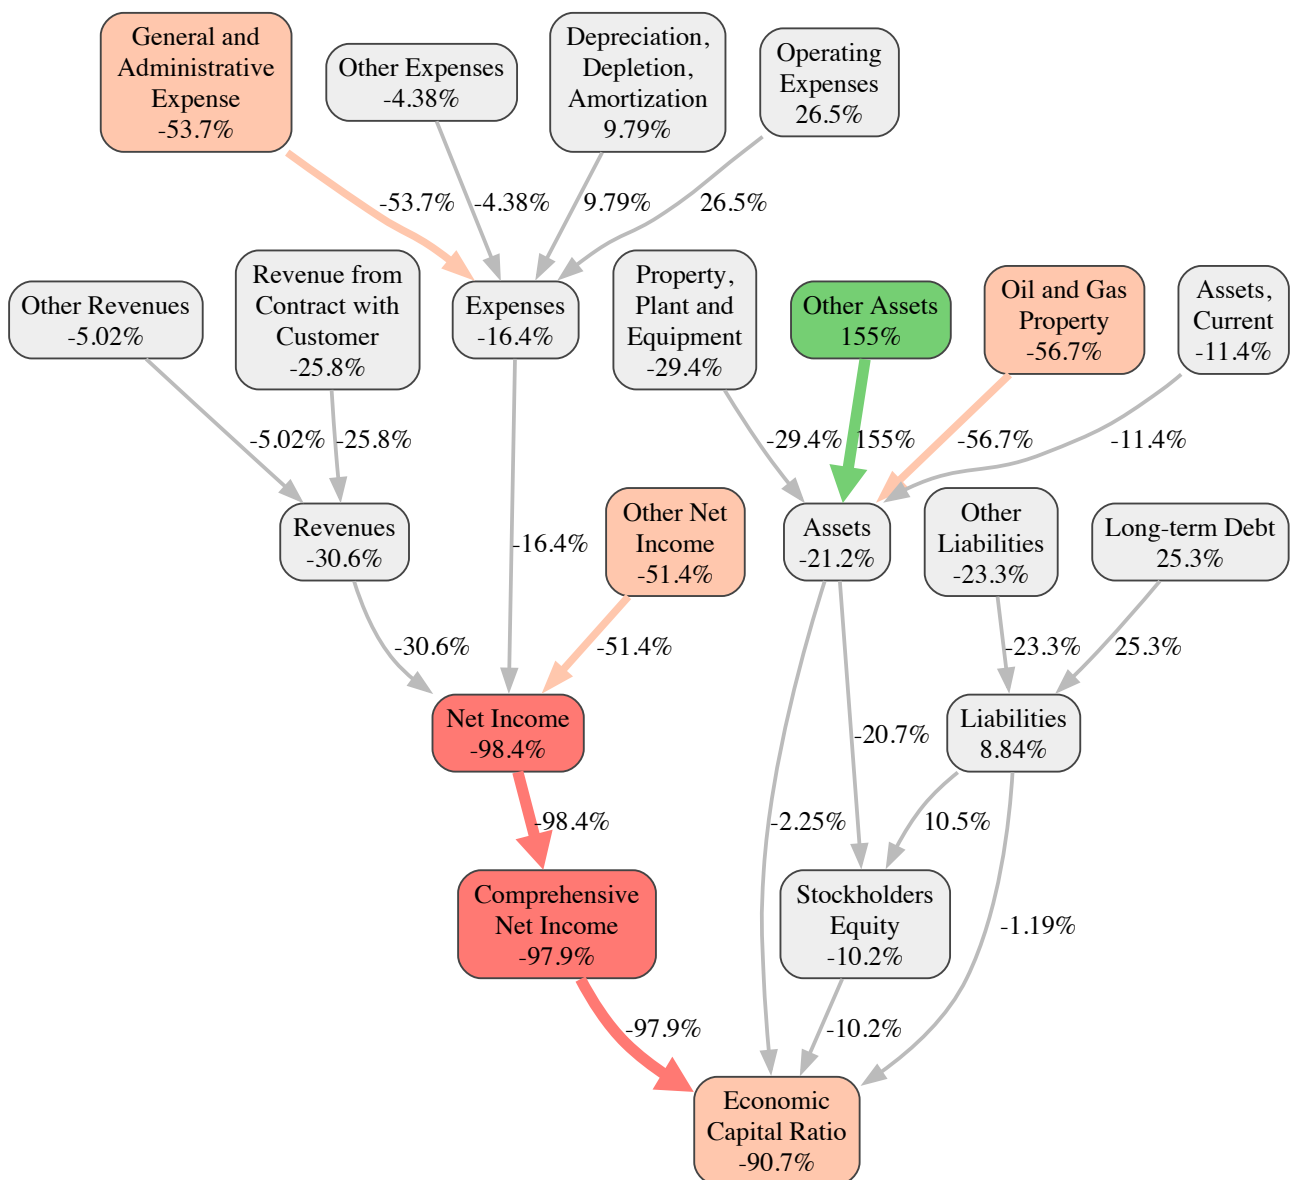 General and
Administrative
Expense
-53.7%
Other Expenses
-4.38%
Depreciation,
Depletion,
Amortization
9.79%
Operating
Expenses
26.5%
-53.7%
-4.38%
9.79%
26.5%
Other Revenues
-5.02%
Revenue from
Contract with
Customer
-25.8%
Expenses
-16.4%
Property,
Plant and
Equipment
-29.4%
Other Assets
155%
Oil and Gas
Property
-56.7%
Assets,
Current
-11.4%
-5.02%
-25.8%
-29.4%
155%
-56.7%
-11.4%
Revenues
-30.6%
-16.4%
Other Net
Income
-51.4%
Assets
-21.2%
Other
Liabilities
-23.3%
Long-term Debt
25.3%
-30.6%
-51.4%
-23.3%
25.3%
Net Income
-98.4%
-20.7%
Liabilities
8.84%
-98.4%
-2.25%
10.5%
Comprehensive
Net Income
-97.9%
Stockholders
Equity
-10.2%
-1.19%
-97.9%
-10.2%
Economic
Capital Ratio
-90.7%